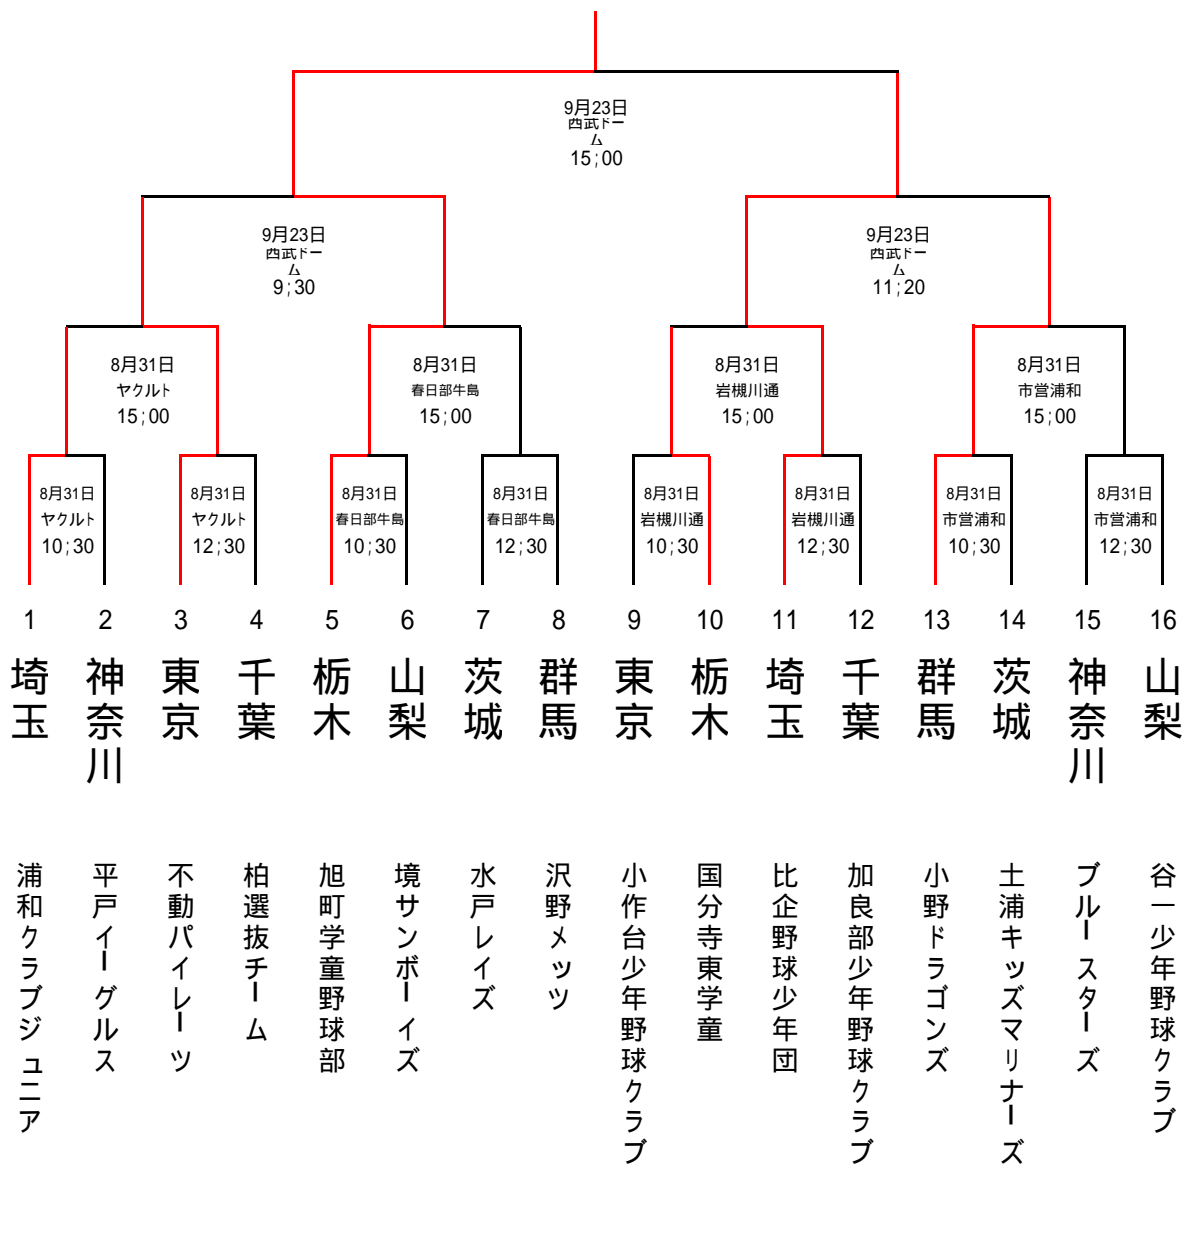 9月23日
西武ドー
ム
15;00
9月23日
西武ドー
ム
9;30
9月23日
西武ドー
ム
11;20
8月31日
ヤクルト
15;00
8月31日
春日部牛島
15;00
8月31日
岩槻川通
15;00
8月31日
市営浦和
15;00
8月31日
ヤクルト
10;30
8月31日
ヤクルト
12;30
8月31日
春日部牛島
10;30
8月31日
春日部牛島
12;30
8月31日
岩槻川通
10;30
8月31日
岩槻川通
12;30
8月31日
市営浦和
10;30
8月31日
市営浦和
12;30
1
2
3
4
5
6
7
8
9
10
11
12
13
14
15
16
埼玉
神奈川
東京
千葉
栃木
山梨
茨城
群馬
東京
栃木
埼玉
千葉
群馬
茨城
神奈川
山梨
浦和クラブジュニア
平戸イーグルス
不動パイレーツ
柏選抜チーム
旭町学童野球部
境サンボーイズ
水戸レイズ
沢野メッツ
小作台少年野球クラブ
国分寺東学童
比企野球少年団
加良部少年野球クラブ
小野ドラゴンズ
土浦キッズマリナーズ
ブルースターズ
谷一少年野球クラブ